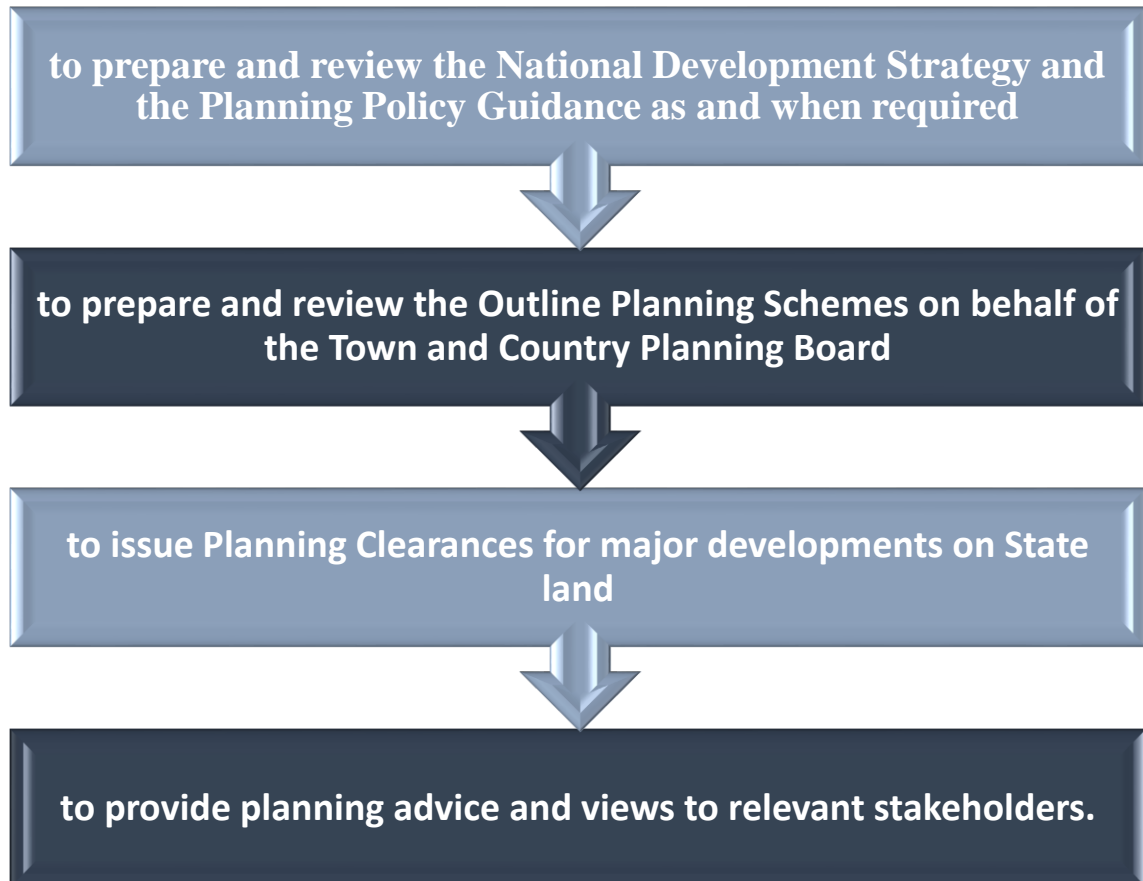 to prepare and review the National Development Strategy and
the Planning Policy Guidance as and when required
to prepare and review the Outline Planning Schemes on behalf of
the Town and Country Planning Board
to issue Planning Clearances for major developments on State
land
to provide planning advice and views to relevant stakeholders.